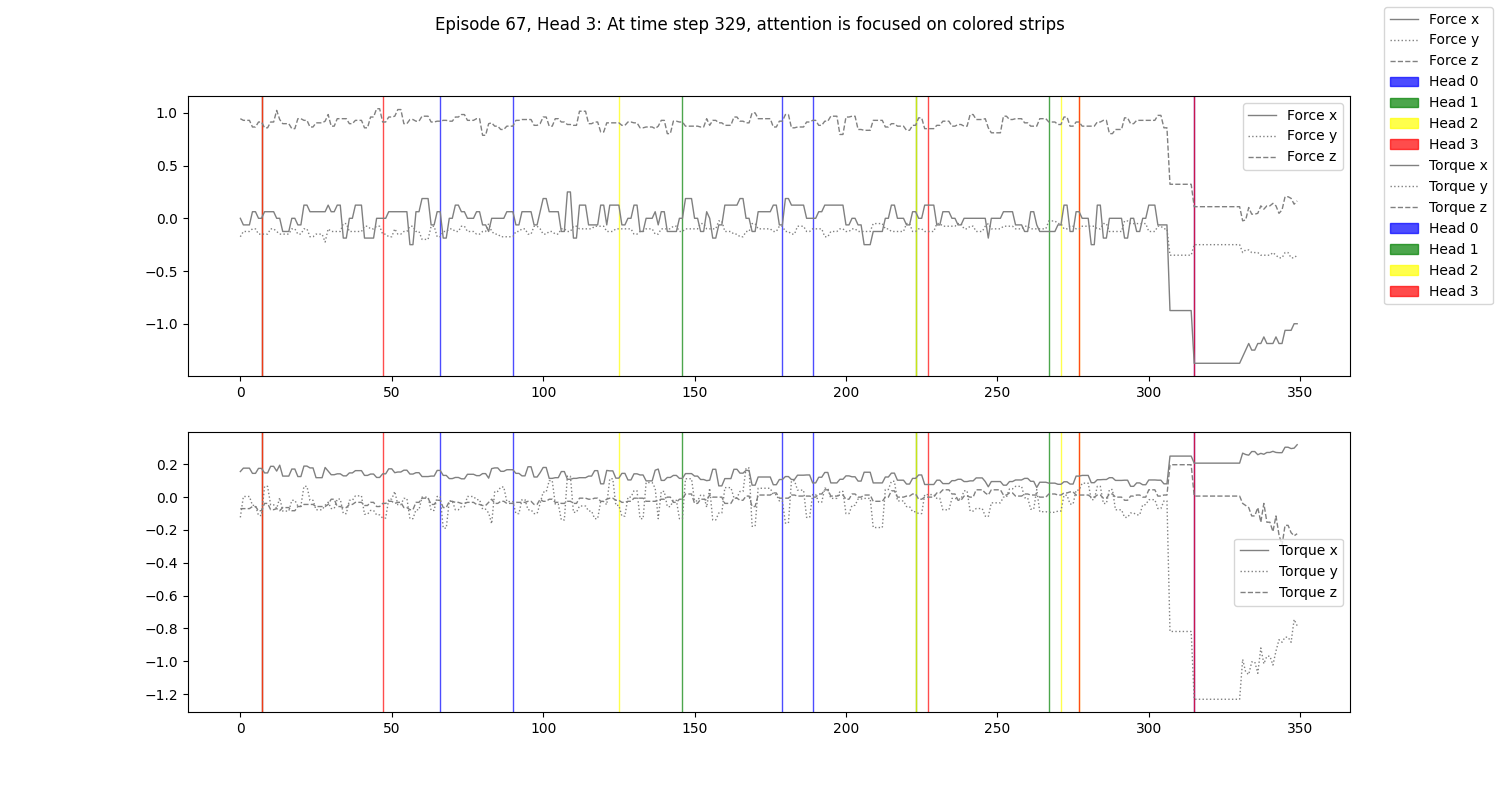 Episode 67, Head 3: At time step 329, attention is focused on colored strips
Force x
Force y
Force z
Head 0
Head 1
Head 2
Head 3
Torque x
Torque y
Torque z
Head 0
Head 1
Head 2
Head 3
1.0
0.5
0.0
−0.5
−1.0
Force x
Force y
Force z
0 50 100 150 200 250 300 350
0.2
0.0
−0.2
−0.4
−0.6
−0.8
−1.0
−1.2
Torque x
Torque y
Torque z
0 50 100 150 200 250 300 350